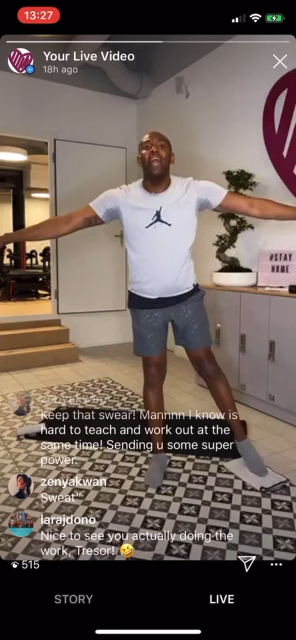 13:27
Your Live Video
18h ago
#STAY
HOME
Keep that swear! Mannnn I know is
hard to teach and work out at the
same time! Sending u some super
power.
zenyakwan
Sweat*
larajdono
Nice to see you actually doing the
work, Tresor! 🤣
515
STORY
LIVE